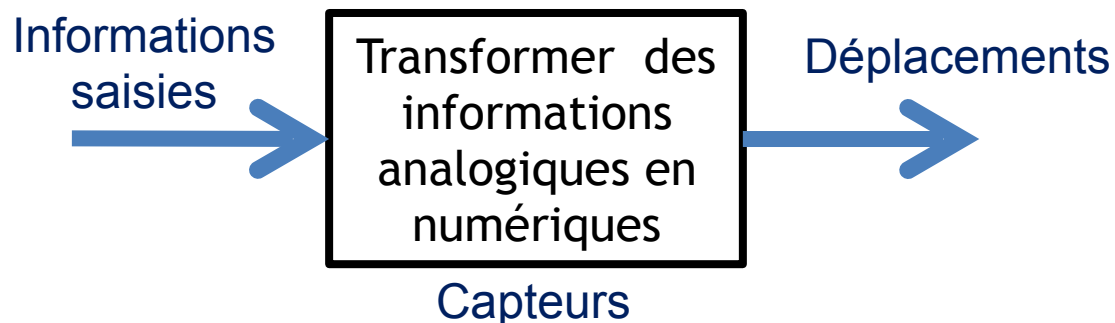 Informations
saisies
Transformer des
informations
analogiques en
numériques
Déplacements
Capteurs